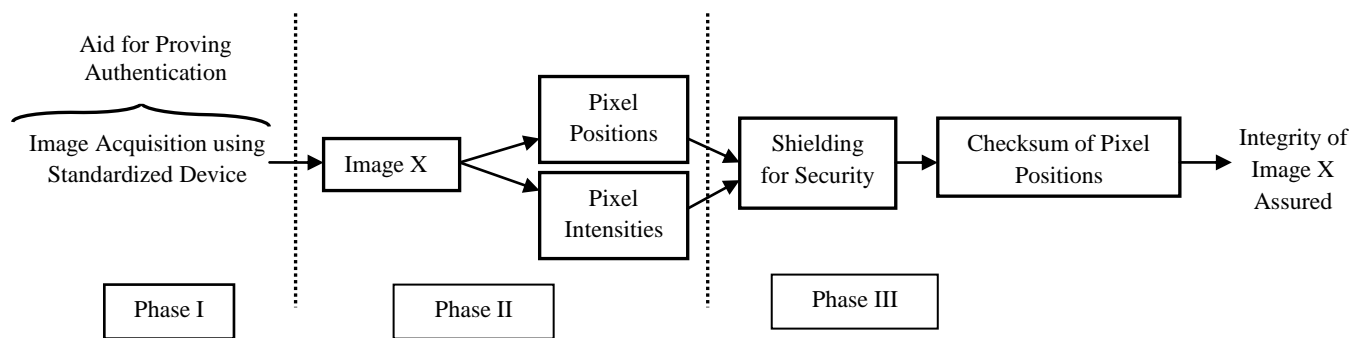 Aid for Proving
Authentication
Image Acquisition using
Standardized Device
Image X
Pixel
Positions
Pixel
Intensities
Shielding
for Security
Checksum of Pixel
Positions
Integrity of
Image X
Assured
Phase I
Phase II
Phase III